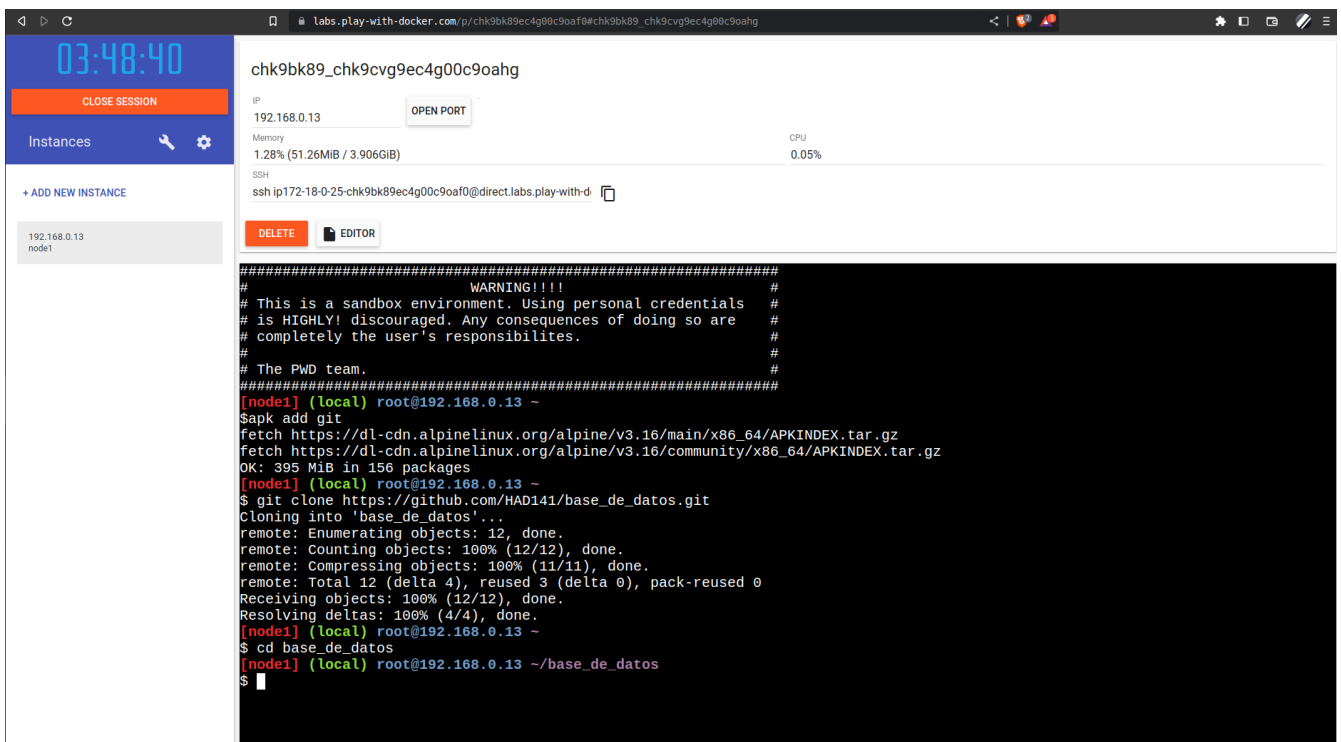 labs.play-with-docker.com/p/chk9bk89ec4g00c9oaf0#chk9bk89_chk9cvg9ec4g00c9oahg
03:48:40
CLOSE SESSION
Instances
+ ADD NEW INSTANCE
192.168.0.13
node1
chk9bk89_chk9cvg9ec4g00c9oahg
IP
192.168.0.13
OPEN PORT
Memory
1.28% (51.26MiB / 3.906GiB)
CPU
0.05%
SSH
ssh ip172-18-0-25-chk9bk89ec4g00c9oaf0@direct.labs.play-with-d
DELETE
EDITOR
###############################################################
#                          WARNING!!!!                        #
# This is a sandbox environment. Using personal credentials   #
# is HIGHLY! discouraged. Any consequences of doing so are    #
# completely the user's responsibilites.                      #
#                                                             #
# The PWD team.                                               #
###############################################################
[node1] (local) root@192.168.0.13 ~
$apk add git
fetch https://dl-cdn.alpinelinux.org/alpine/v3.16/main/x86_64/APKINDEX.tar.gz
fetch https://dl-cdn.alpinelinux.org/alpine/v3.16/community/x86_64/APKINDEX.tar.gz
OK: 395 MiB in 156 packages
[node1] (local) root@192.168.0.13 ~
$ git clone https://github.com/HAD141/base_de_datos.git
Cloning into 'base_de_datos'...
remote: Enumerating objects: 12, done.
remote: Counting objects: 100% (12/12), done.
remote: Compressing objects: 100% (11/11), done.
remote: Total 12 (delta 4), reused 3 (delta 0), pack-reused 0
Receiving objects: 100% (12/12), done.
Resolving deltas: 100% (4/4), done.
[node1] (local) root@192.168.0.13 ~
$ cd base_de_datos
[node1] (local) root@192.168.0.13 ~/base_de_datos
$